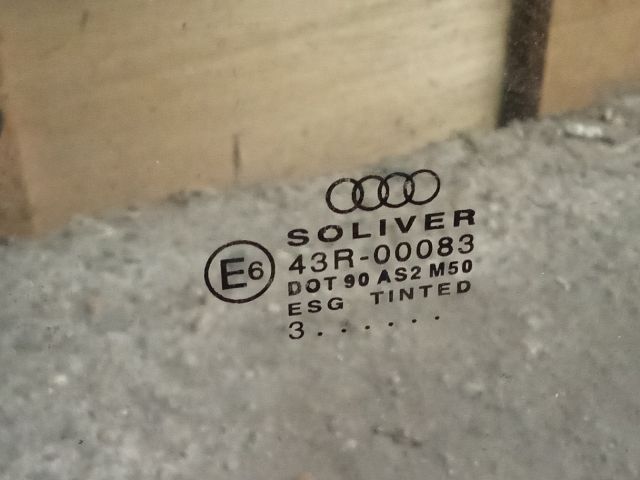 SOLIVER
E6 43R-00083
DOT 90 AS2 M50
ESG TINTED
3 . . . . . .